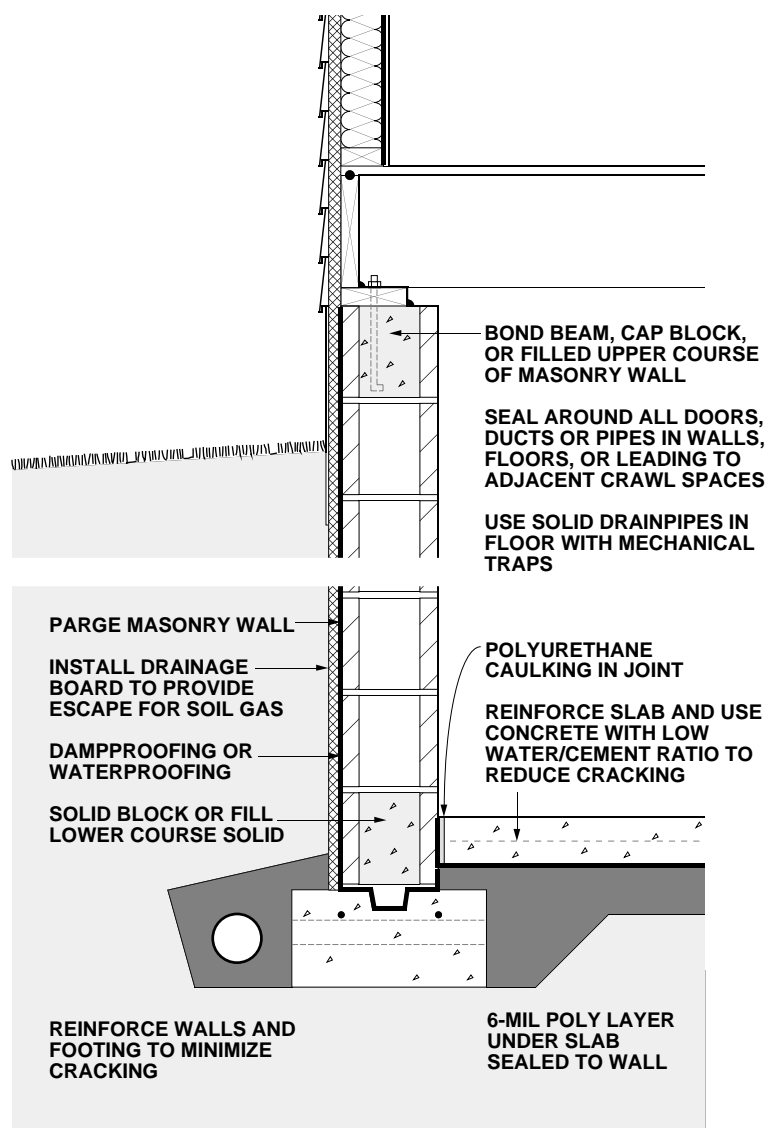 BOND BEAM, CAP BLOCK,
OR FILLED UPPER COURSE
OF MASONRY WALL
SEAL AROUND ALL DOORS,
DUCTS OR PIPES IN WALLS,
FLOORS, OR LEADING TO
ADJACENT CRAWL SPACES
USE SOLID DRAINPIPES IN
FLOOR WITH MECHANICAL
TRAPS
PARGE MASONRY WALL
INSTALL DRAINAGE
BOARD TO PROVIDE
ESCAPE FOR SOIL GAS
DAMPPROOFING OR
WATERPROOFING
SOLID BLOCK OR FILL
LOWER COURSE SOLID
POLYURETHANE
CAULKING IN JOINT
REINFORCE SLAB AND USE
CONCRETE WITH LOW
WATER/CEMENT RATIO TO
REDUCE CRACKING
REINFORCE WALLS AND
FOOTING TO MINIMIZE
CRACKING
6-MIL POLY LAYER
UNDER SLAB
SEALED TO WALL